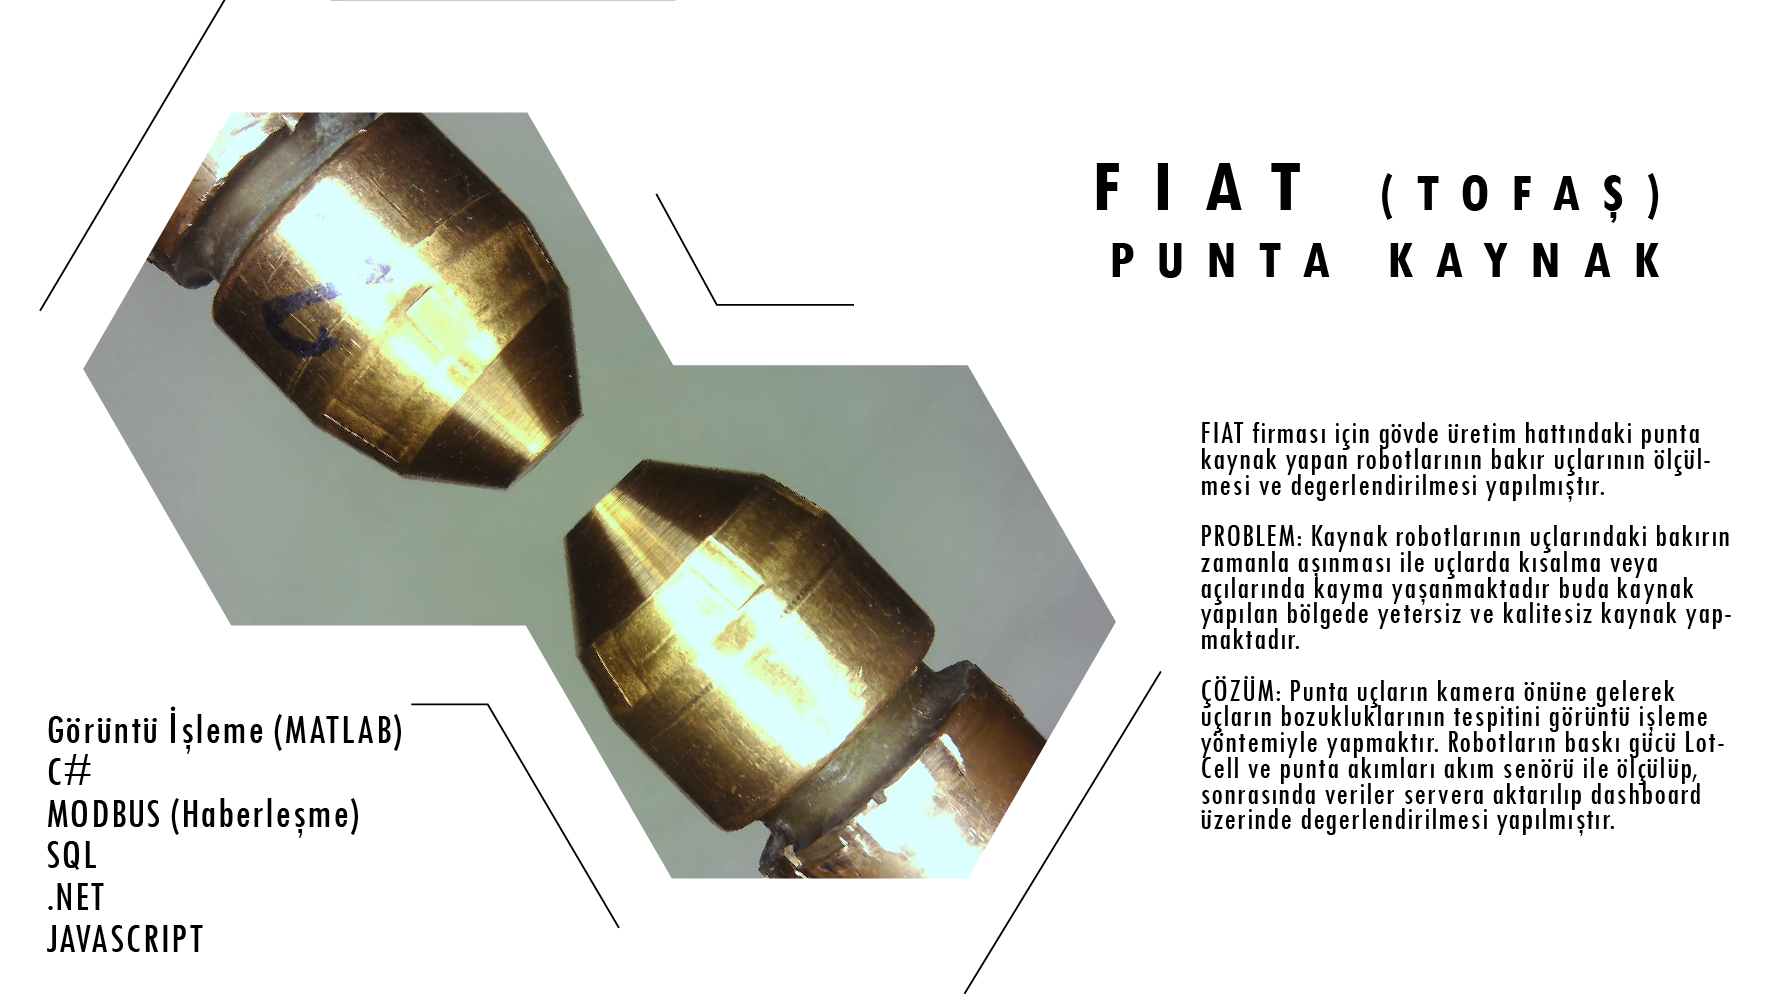 FIAT (TOFAŞ)
PUNTA KAYNAK
FIAT firması için gövde üretim hattındaki punta
kaynak yapan robotlarının bakır uçlarının ölçül-
mesi ve degerlendirilmesi yapılmıştır.
PROBLEM: Kaynak robotlarının uçlarındaki bakırın
zamanla aşınması ile uçlarda kısalma veya
açılarında kayma yaşanmaktadır buda kaynak
yapılan bölgede yetersiz ve kalitesiz kaynak yap-
maktadır.
ÇÖZÜM: Punta uçların kamera önüne gelerek
uçların bozukluklarının tespitini görüntü işleme
yöntemiyle yapmaktır. Robotların baskı gücü Lot-
Cell ve punta akımları akım senörü ile ölçülüp,
sonrasında veriler servera aktarılıp dashboard
üzerinde degerlendirilmesi yapılmıştır.
Görüntü İşleme (MATLAB)
C#
MODBUS (Haberleşme)
SQL
.NET
JAVASCRIPT